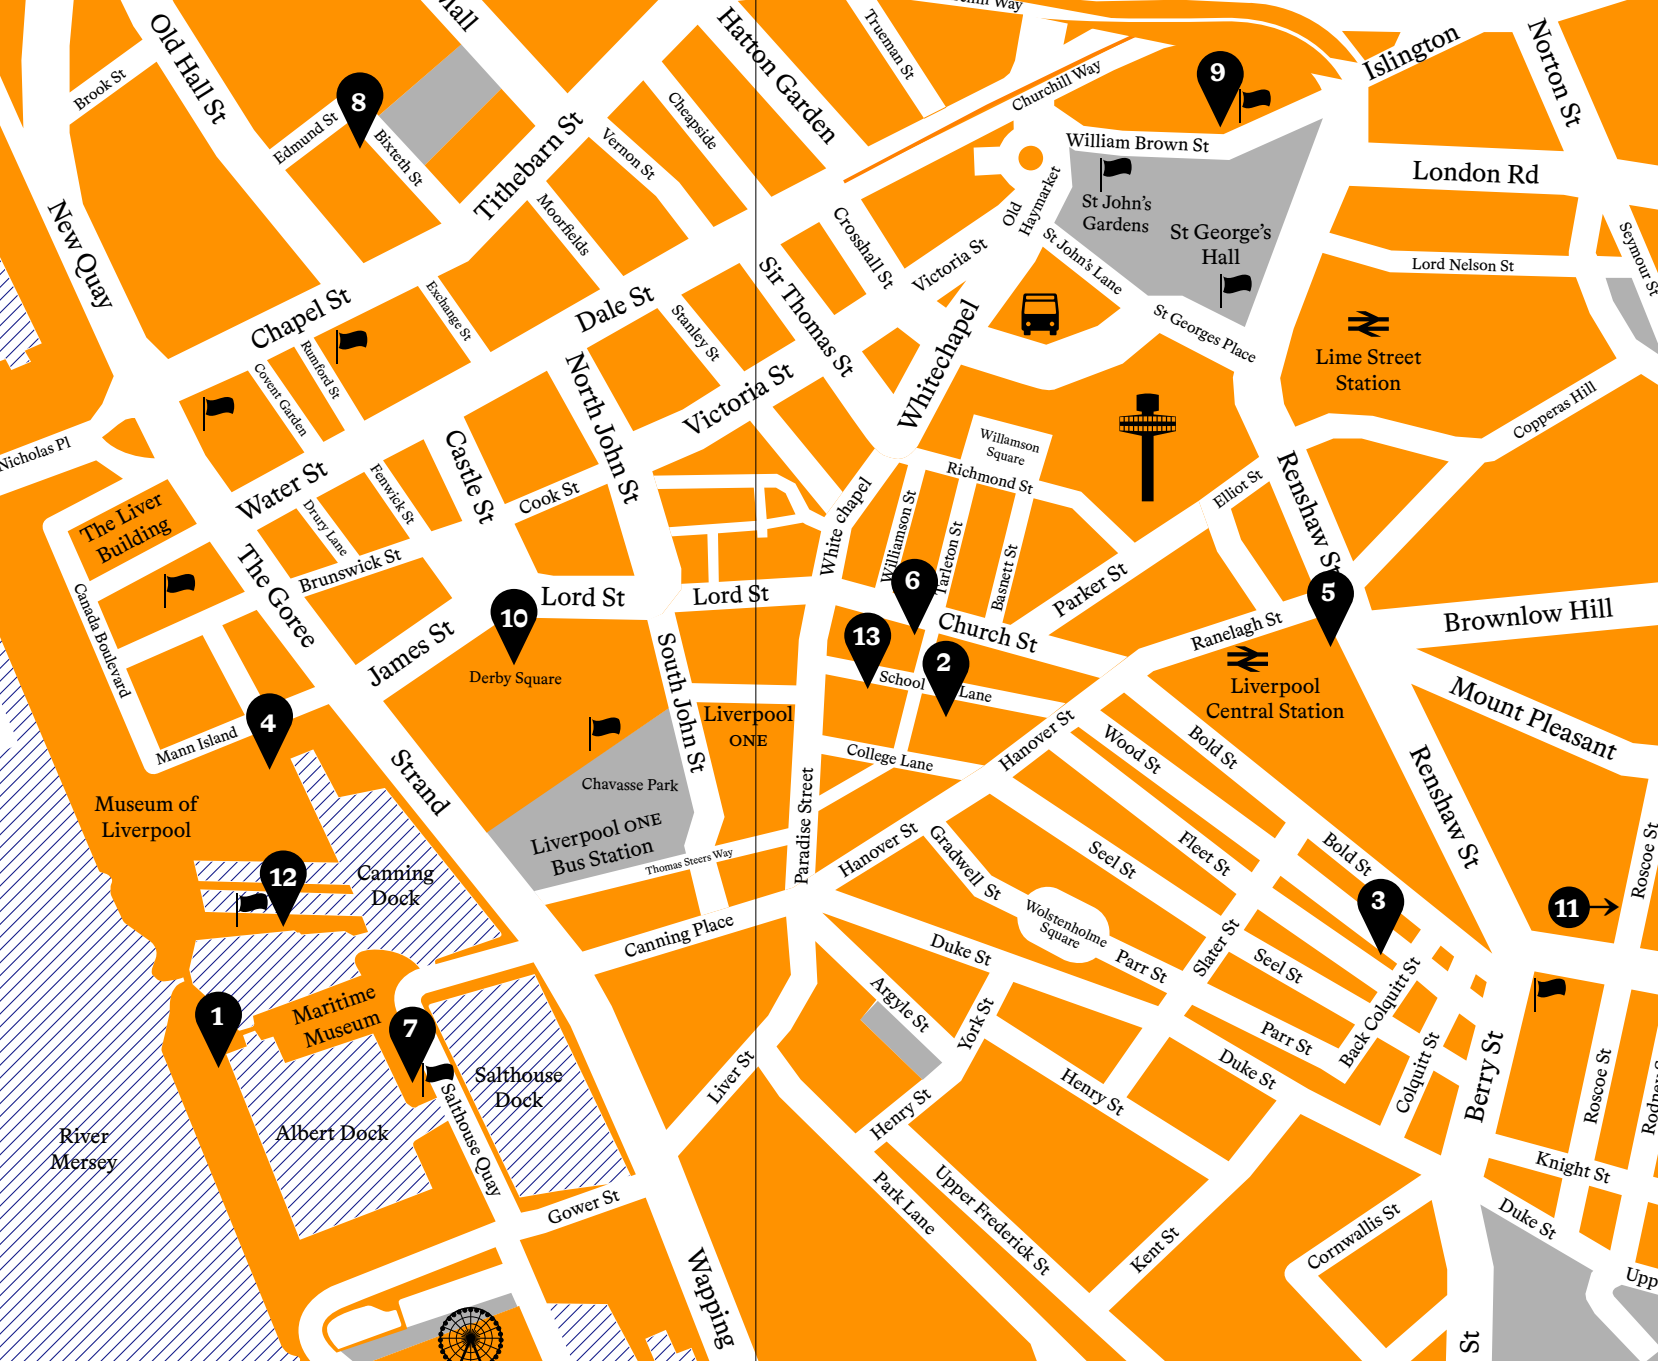 Mall
Hatton Garden
Trueman St
Way
Islington
Norton St
Old Hall St
Brook St
8
Edmund St
Bixteth St
Cheapside
Vernon St
Tithebarn St
Moorfields
Churchill Way
9
William Brown St
London Rd
St John's
Gardens
St George's
Hall
Old
Haymarket
St John's Lane
St Georges Place
Lord Nelson St
Seymour St
Crosshall St
Victoria St
New Quay
Chapel St
Exchange St
Dale St
Sir Thomas St
Stanley St
Whitechapel
Lime Street
Station
Copperas Hill
Rumford St
Covent Garden
North John St
Victoria St
Nicholas Pl
Water St
Castle St
Fenwick St
Drury Lane
Cook St
Brunswick St
Willamson
Square
Richmond St
Elliot St
Renshaw St
White chapel
Williamson St
Tarleton St
Basnett St
Parker St
The Liver
Building
The Goree
Canada Boulevard
James St
10
Derby Square
Lord St
Lord St
6
13
2
Church St
School
Lane
5
Ranelagh St
Brownlow Hill
Liverpool
Central Station
Mount Pleasant
4
Mann Island
South John St
Liverpool
ONE
College Lane
Hanover St
Wood St
Bold St
Renshaw St
Museum of
Liverpool
Strand
Chavasse Park
Liverpool ONE
Bus Station
Thomas Steers Way
Paradise Street
Hanover St
Gradwell St
Seel St
Fleet St
Bold St
Roscoe St
12
Canning
Dock
Canning Place
Wolstenholme
Square
3
11
Duke St
Parr St
Slater St
Seel St
Back Colquitt St
1
Maritime
Museum
7
Argyle St
York St
Parr St
Colquitt St
Berry St
Salthouse
Dock
Liver St
Henry St
Henry St
Duke St
Roscoe St
River
Mersey
Albert Dock
Salthouse Quay
Gower St
Park Lane
Upper Frederick St
Kent St
Cornwallis St
Knight St
Duke St
Upp
Wapping
St